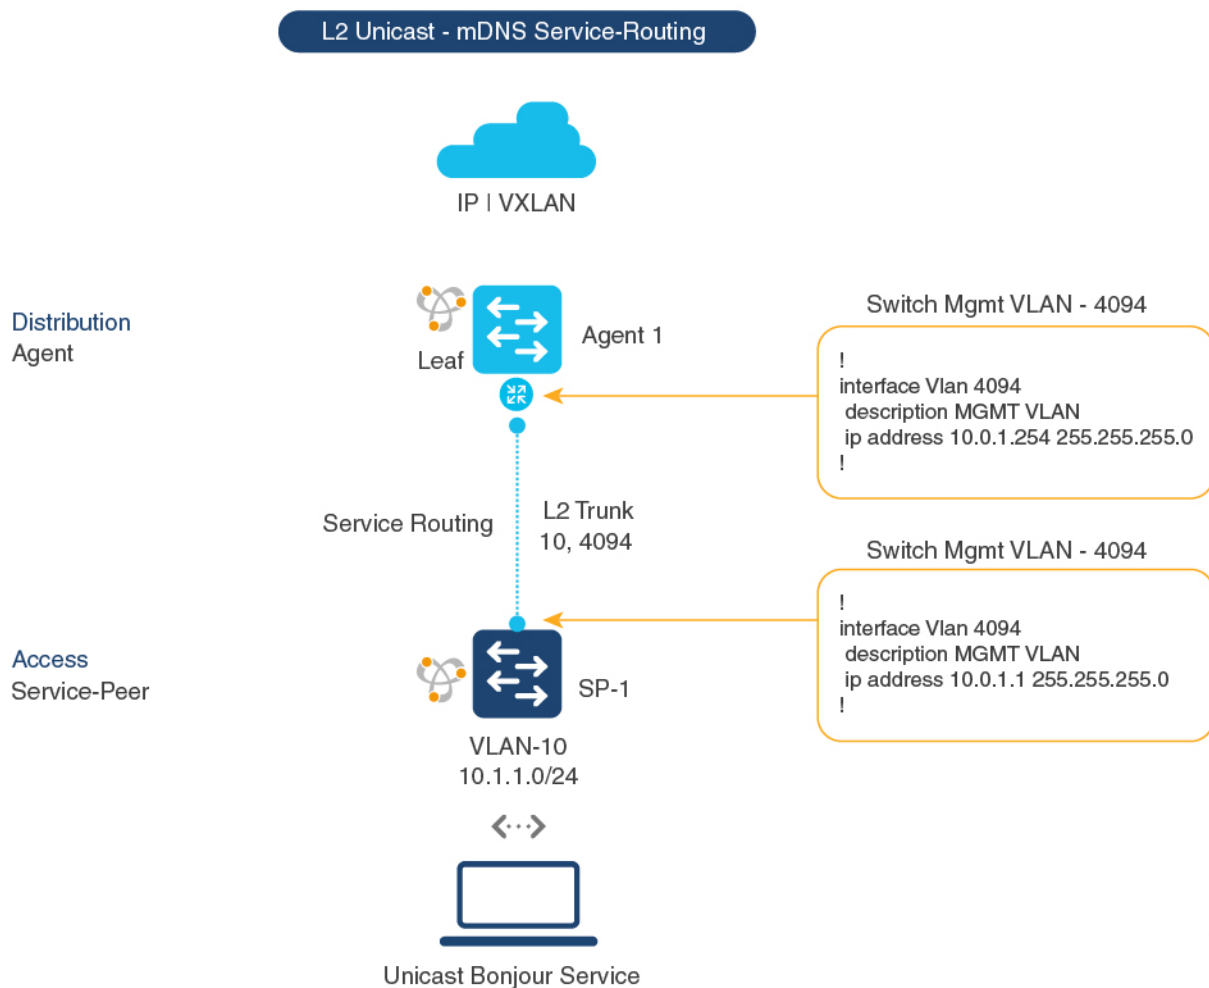 L2 Unicast - mDNS Service-Routing
IP | VXLAN
Distribution
Agent
Leaf
Agent 1
Switch Mgmt VLAN - 4094
!
interface Vlan 4094
description MGMT VLAN
ip address 10.0.1.254 255.255.255.0
!
Service Routing
L2 Trunk
10, 4094
Switch Mgmt VLAN - 4094
!
interface Vlan 4094
description MGMT VLAN
ip address 10.0.1.1 255.255.255.0
!
Access
Service-Peer
SP-1
VLAN-10
10.1.1.0/24
Unicast Bonjour Service